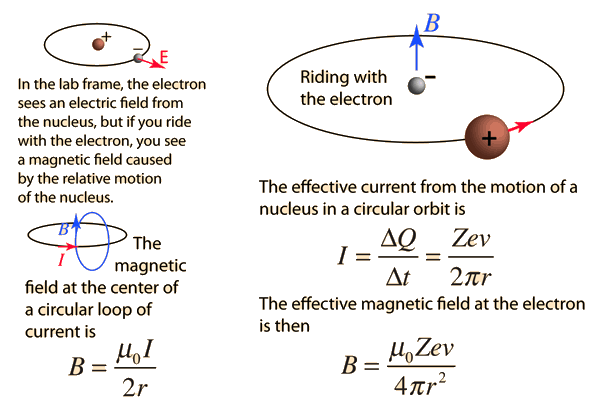 +
−
E
In the lab frame, the electron
sees an electric field from
the nucleus, but if you ride
with the electron, you see
a magnetic field caused
by the relative motion
of the nucleus.
B
I
The
magnetic
field at the center of
a circular loop of
current is
B = μ₀I / 2r
B
Riding with
the electron
−
+
The effective current from the motion of a
nucleus in a circular orbit is
I = ΔQ / Δt = Zev / 2πr
The effective magnetic field at the electron
is then
B = μ₀Zev / 4πr²